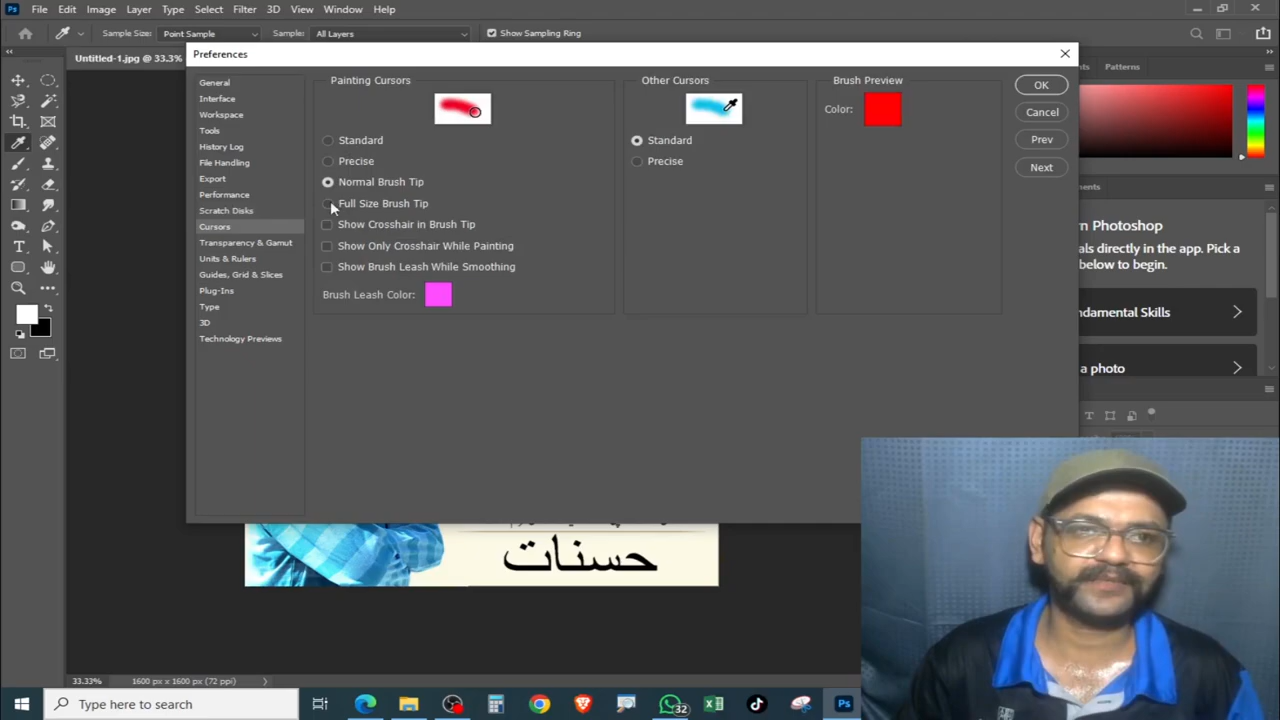 Ps File Edit Image Layer Type Select Filter 3D View Window Help
Sample Size: Point Sample Sample: All Layers Show Sampling Ring
Preferences
Untitled-1.jpg @ 33.3%
Patterns
General
Interface
Workspace
Tools
History Log
File Handling
Export
Performance
Scratch Disks
Cursors
Transparency & Gamut
Units & Rulers
Guides, Grid & Slices
Plug-Ins
Type
3D
Technology Previews
Painting Cursors
Standard
Precise
Normal Brush Tip
Full Size Brush Tip
Show Crosshair in Brush Tip
Show Only Crosshair While Painting
Show Brush Leash While Smoothing
Brush Leash Color:
Other Cursors
Standard
Precise
Brush Preview
Color:
OK
Cancel
Prev
Next
directly in the app. Pick a
below to begin.
Skills
a photo
حسنات
33.33% 1600 px x 1600 px (72 ppi)
Type here to search
32
X
Ps